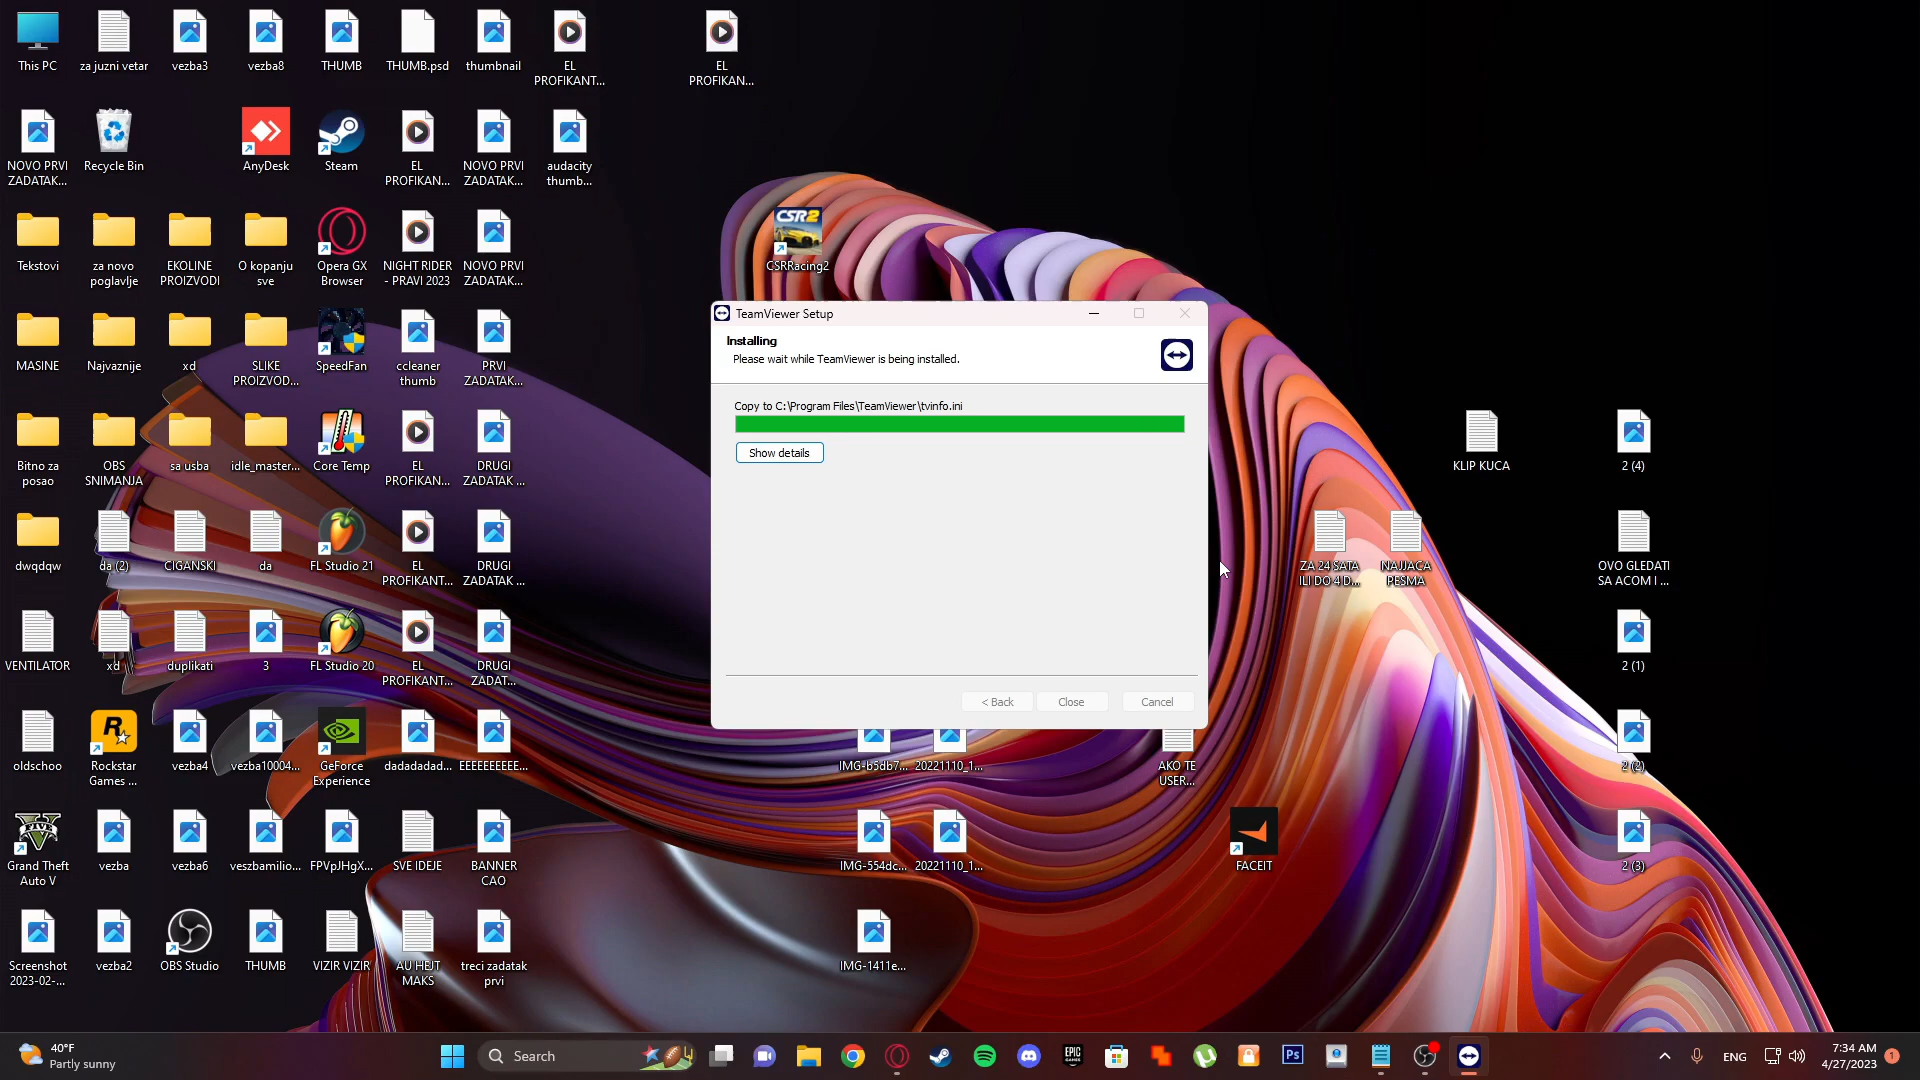 This PC
za juzni vetar
vezba3
vezba8
THUMB
THUMB.psd
thumbnail
EL
PROFIKANT...
EL
PROFIKAN...
NOVO PRVI
ZADATAK...
Recycle Bin
AnyDesk
Steam
EL
PROFIKAN...
NOVO PRVI
ZADATAK...
audacity
thumb...
Tekstovi
za novo
poglavlje
EKOLINE
PROIZVODI
O kopanju
sve
Opera GX
Browser
NIGHT RIDER
- PRAVI 2023
NOVO PRVI
ZADATAK...
CSR2
CSRRacing2
MASINE
Najvaznije
xd
SLIKE
PROIZVOD...
SpeedFan
ccleaner
thumb
PRVI
ZADATAK...
TeamViewer Setup
Installing
Please wait while TeamViewer is being installed.
Copy to C:\Program Files\TeamViewer\tvinfo.ini
Show details
< Back
Close
Cancel
Bitno za
posao
OBS
SNIMANJA
sa usba
idle_master...
Core Temp
EL
PROFIKAN...
DRUGI
ZADATAK ...
KLIP KUCA
2 (4)
dwqdqw
da (2)
CIGANSKI
da
FL Studio 21
EL
PROFIKANT...
DRUGI
ZADATAK ...
ZA 24 SATA
ILI DO 4 D...
NAJJACA
PESMA
OVO GLEDATI
SA ACOM I ...
VENTILATOR
xd
duplikati
3
FL Studio 20
EL
PROFIKANT...
DRUGI
ZADAT...
2 (1)
oldschoo
Rockstar
Games ...
vezba4
vezba10004...
GeForce
Experience
dadadadad...
EEEEEEEEEE...
IMG-b5db7...
20221110_1...
AKO TE
USER...
2 (2)
Grand Theft
Auto V
vezba
vezba6
veszbamilio...
FPVpJHgX...
SVE IDEJE
BANNER
CAO
IMG-554dc...
20221110_1...
FACEIT
2 (3)
Screenshot
2023-02-...
vezba2
OBS Studio
THUMB
VIZIR VIZIR
AU HEJT
MAKS
treci zadatak
prvi
IMG-1411e...
40°F
Partly sunny
Search
EPIC
GAMES
Ps
ENG
7:34 AM
4/27/2023
1